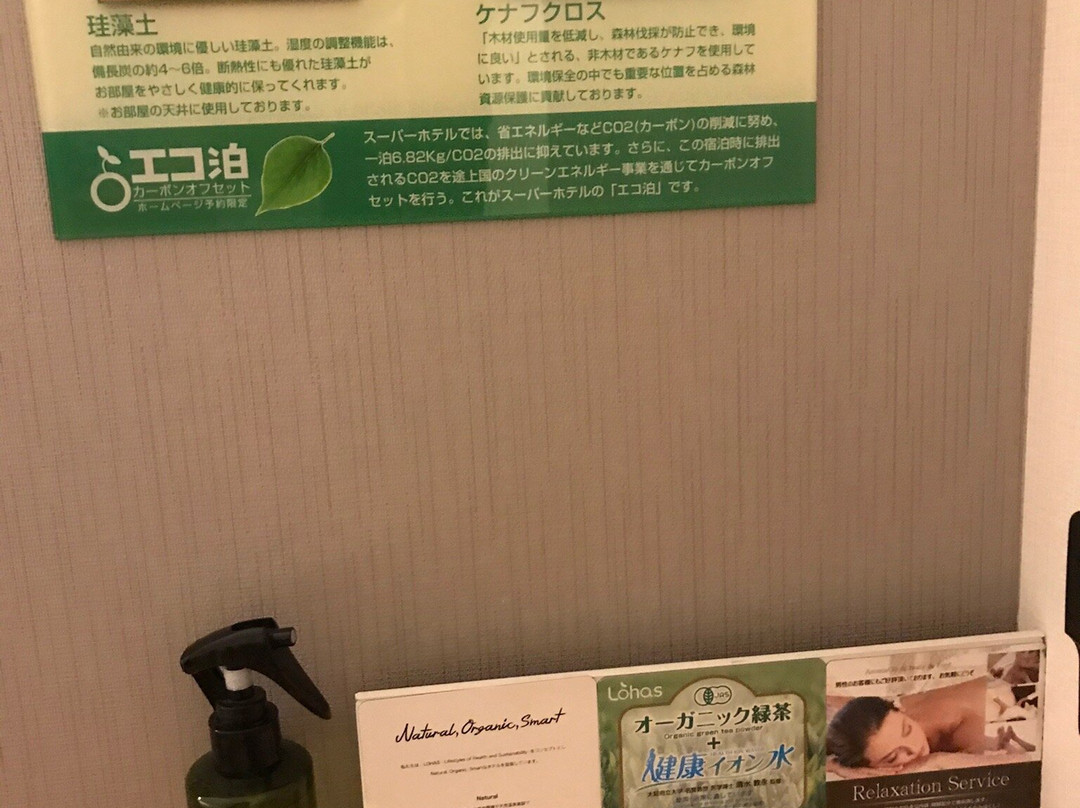 珪藻土
自然由来の環境に優しい珪藻土。湿度の調整機能は、
備長炭の約4〜6倍。断熱性にも優れた珪藻土が
お部屋をやさしく健康的に保ってくれます。
※お部屋の天井に使用しております。
ケナフクロス
「木材使用量を低減し、森林伐採が防止でき、環境
に良い」とされる、非木材であるケナフを使用して
います。環境保全の中でも重要な位置を占める森林
資源保護に貢献しております。
エコ泊
カーボンオフセット
ホームページ予約限定
スーパーホテルでは、省エネルギーなどCO2(カーボン)の削減に努め、
一泊6.82Kg/CO2の排出に抑えています。さらに、この宿泊時に排出
されるCO2を途上国のクリーンエネルギー事業を通じてカーボンオフ
セットを行う。これがスーパーホテルの「エコ泊」です。
Natural, Organic, Smart
Natural
Lohas
JAS
オーガニック緑茶
Organic green tea powder
+
健康イオン水
Relaxation Service